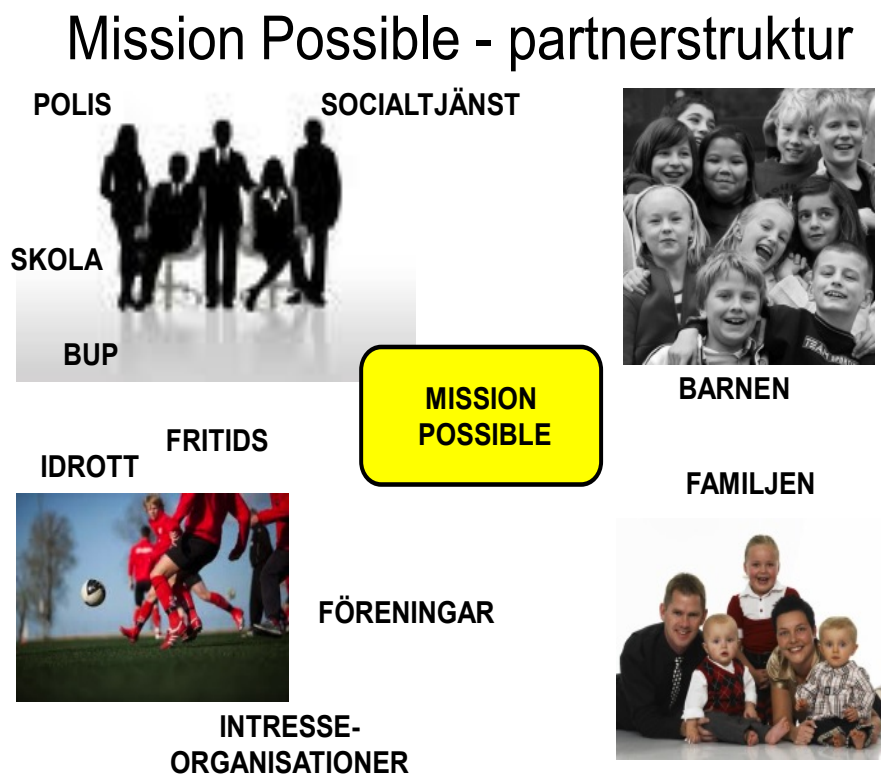 Mission Possible - partnerstruktur
POLIS
SOCIALTJÄNST
SKOLA
BUP
MISSION
POSSIBLE
BARNEN
FRITIDS
IDROTT
FAMILJEN
FÖRENINGAR
INTRESSE-
ORGANISATIONER